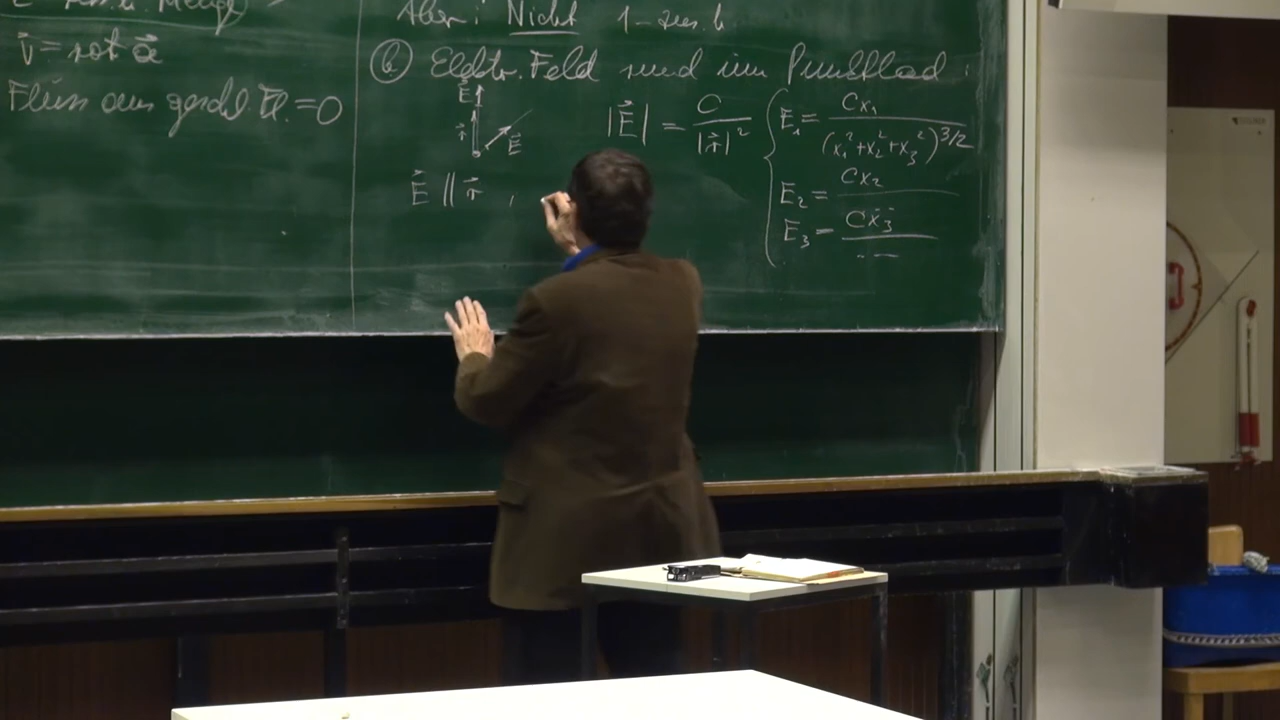 v⃗ = rot a⃗
Fluss aus geschl. Fl. = 0
Aber: Nicht 1-zus.h.
(b) Elektr. Feld rund um Punktlad.:
E⃗
r⃗
E⃗
|E⃗| = C / |r⃗|²
E₁ = Cx₁ / (x₁² + x₂² + x₃²)^3/2
E⃗ || r⃗ ,
E₂ = Cx₂
E₃ = Cx₃ / - - -